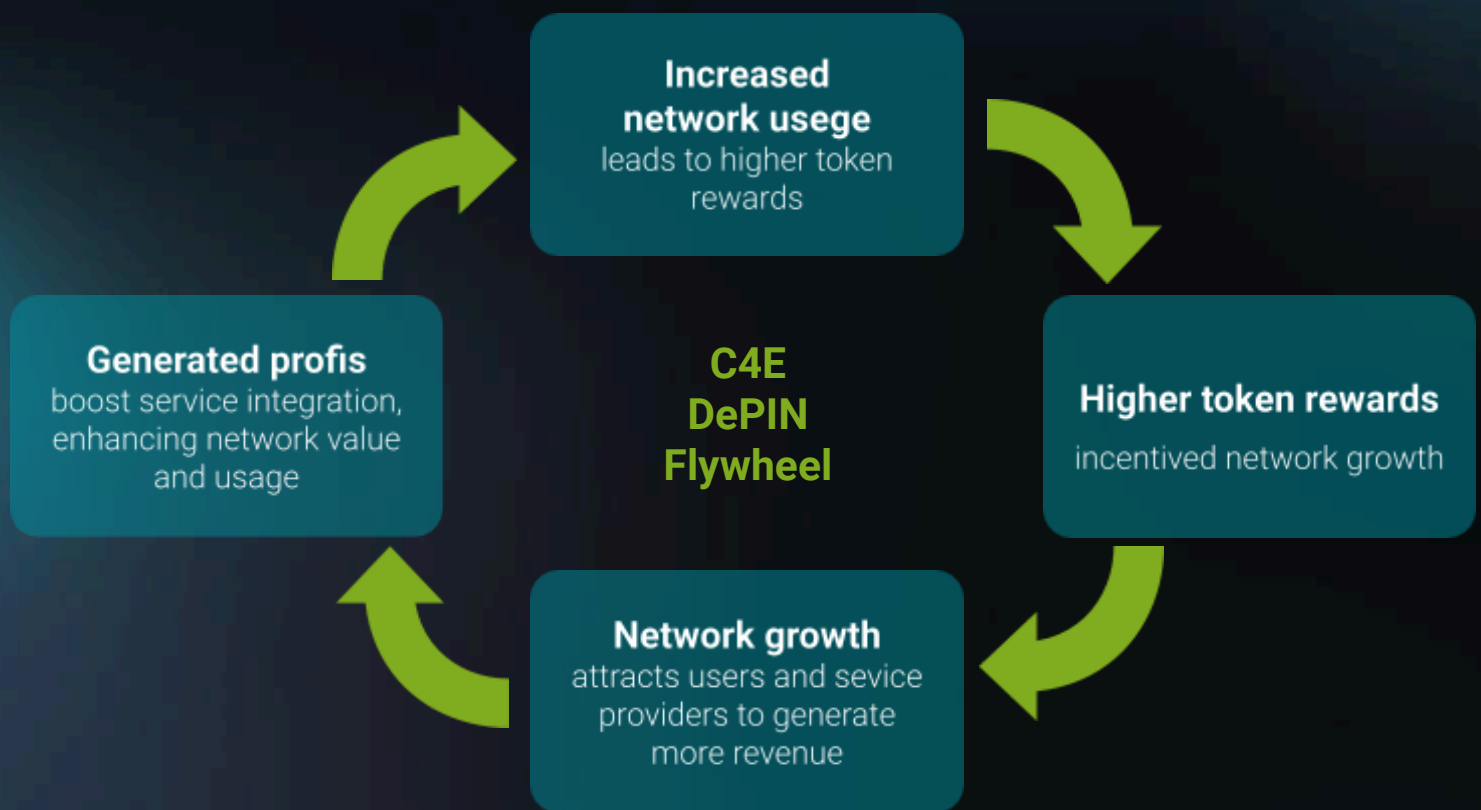 Increased
network usege
leads to higher token
rewards
Generated profis
boost service integration,
enhancing network value
and usage
C4E
DePIN
Flywheel
Higher token rewards
incentived network growth
Network growth
attracts users and sevice
providers to generate
more revenue